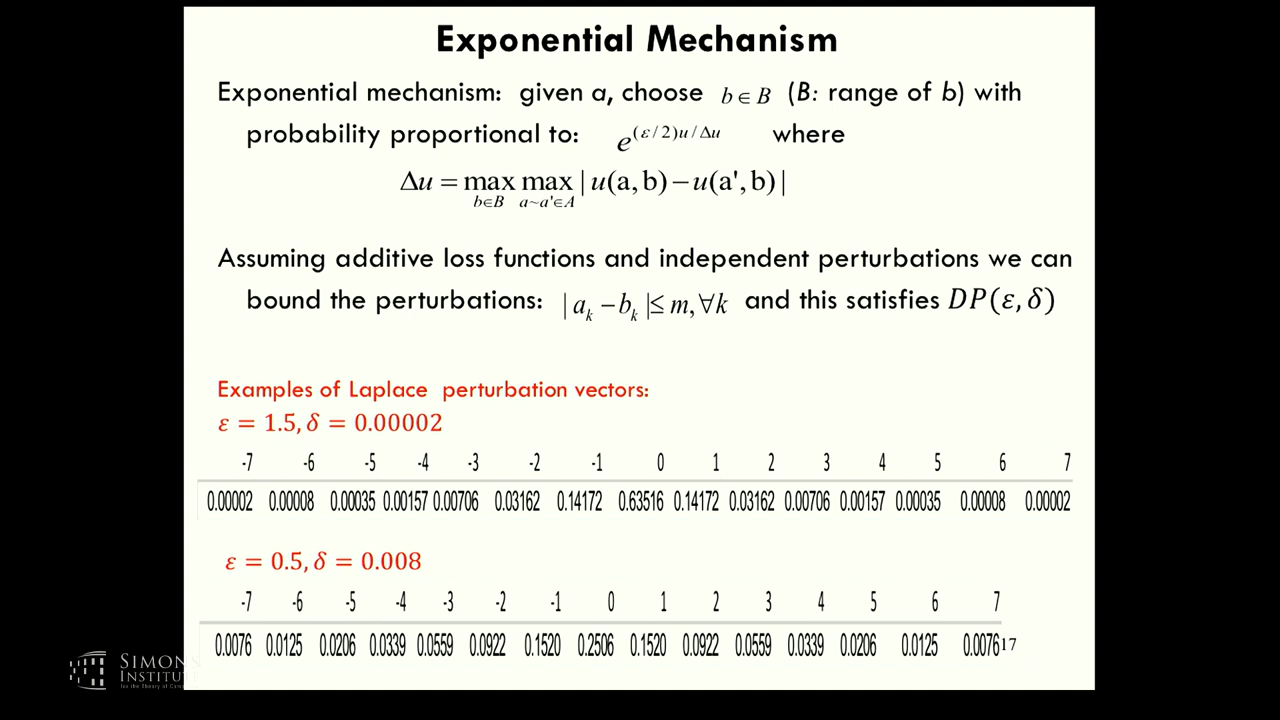 Exponential Mechanism
Exponential mechanism: given a, choose b ∈ B (B: range of b) with
probability proportional to: e^{(ε/2)u/Δu} where
Δu = max_{b∈B} max_{a~a'∈A} | u(a, b) − u(a', b) |
Assuming additive loss functions and independent perturbations we can
bound the perturbations: | a_k − b_k | ≤ m, ∀k and this satisfies DP(ε, δ)
Examples of Laplace perturbation vectors:
ε = 1.5, δ = 0.00002
-7 -6 -5 -4 -3 -2 -1 0 1 2 3 4 5 6 7
0.00002 0.00008 0.00035 0.00157 0.00706 0.03162 0.14172 0.63516 0.14172 0.03162 0.00706 0.00157 0.00035 0.00008 0.00002
ε = 0.5, δ = 0.008
-7 -6 -5 -4 -3 -2 -1 0 1 2 3 4 5 6 7
0.0076 0.0125 0.0206 0.0339 0.0559 0.0922 0.1520 0.2506 0.1520 0.0922 0.0559 0.0339 0.0206 0.0125 0.0076 17
SIMONS
INSTITUTE